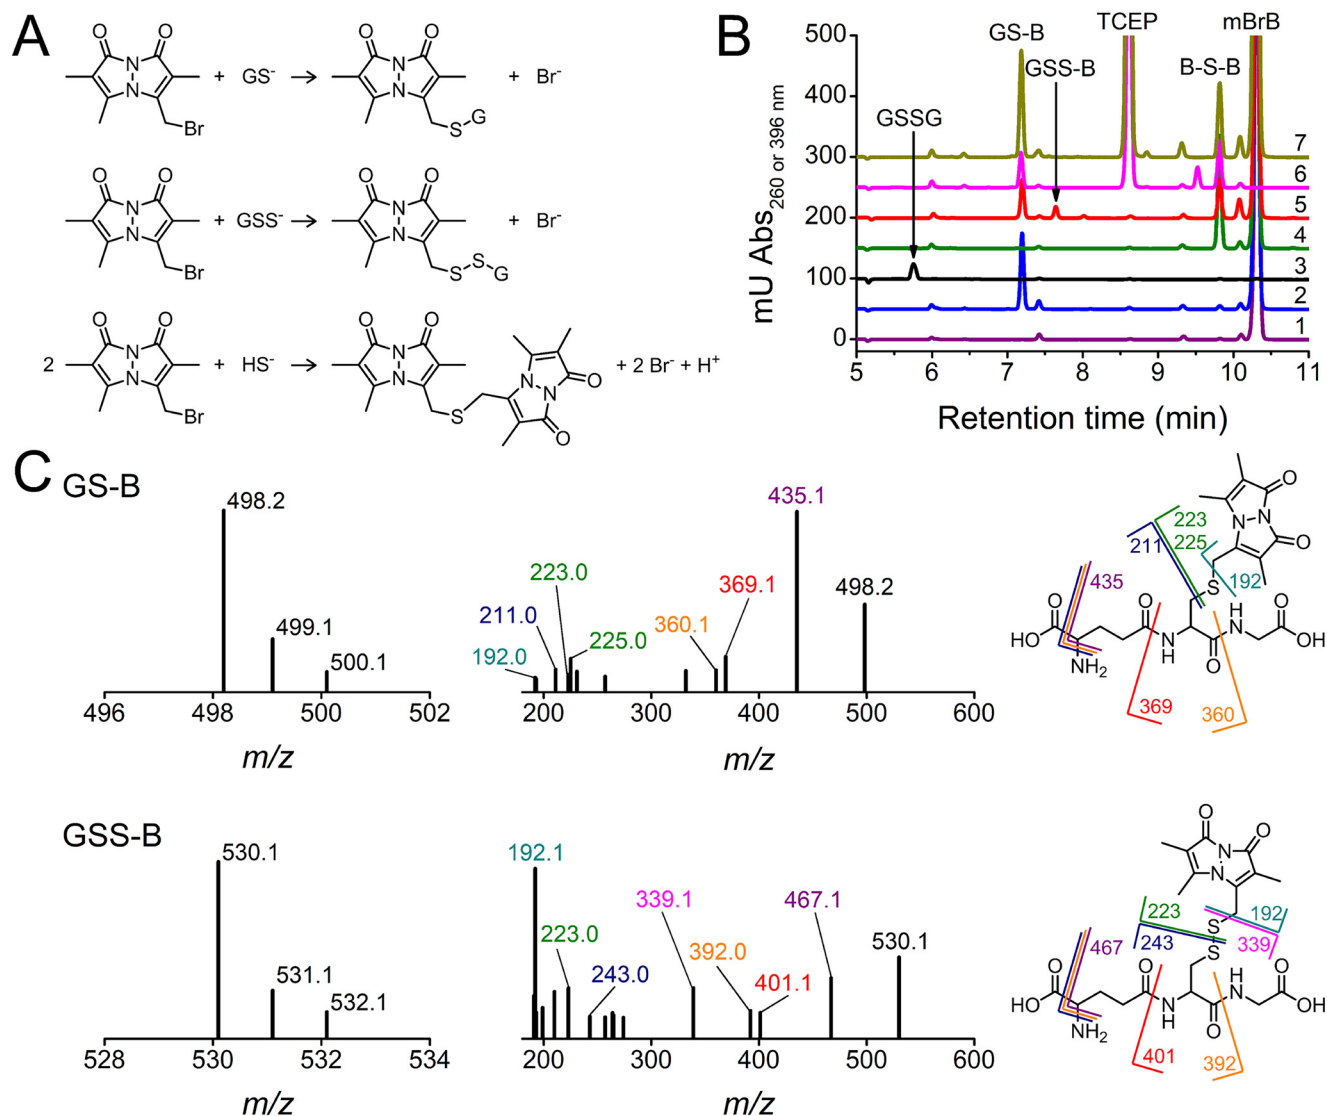 A
O O
N
N
Br
+ GS⁻
+ Br⁻
O O
N
N
S-G
O O
N
N
Br
+ GSS⁻
+ Br⁻
O O
N
N
S S G
2
O O
N
N
Br
+ HS⁻
+ 2 Br⁻ + H⁺
O O
N
N
S
N
N
O
O
B
mU Abs260 or 396 nm
500
400
300
200
100
0
GSSG
GS-B
GSS-B
TCEP
B-S-B
mBrB
7
6
5
4
3
2
1
5 6 7 8 9 10 11
Retention time (min)
C
GS-B
498.2
499.1
500.1
496 498 500 502
m/z
192.0
211.0
223.0
225.0
360.1
369.1
435.1
498.2
200 300 400 500 600
m/z
O
N
N
O
223
211
225
192
S
435
O
HO
NH2
O
N
H
O
H
N
O
OH
369
360
GSS-B
530.1
531.1
532.1
528 530 532 534
m/z
192.1
223.0
243.0
339.1
392.0
401.1
467.1
530.1
200 300 400 500 600
m/z
O
O
N
N
223
192
243
339
S
S
467
O
HO
NH2
O
N
H
O
H
N
O
OH
401
392